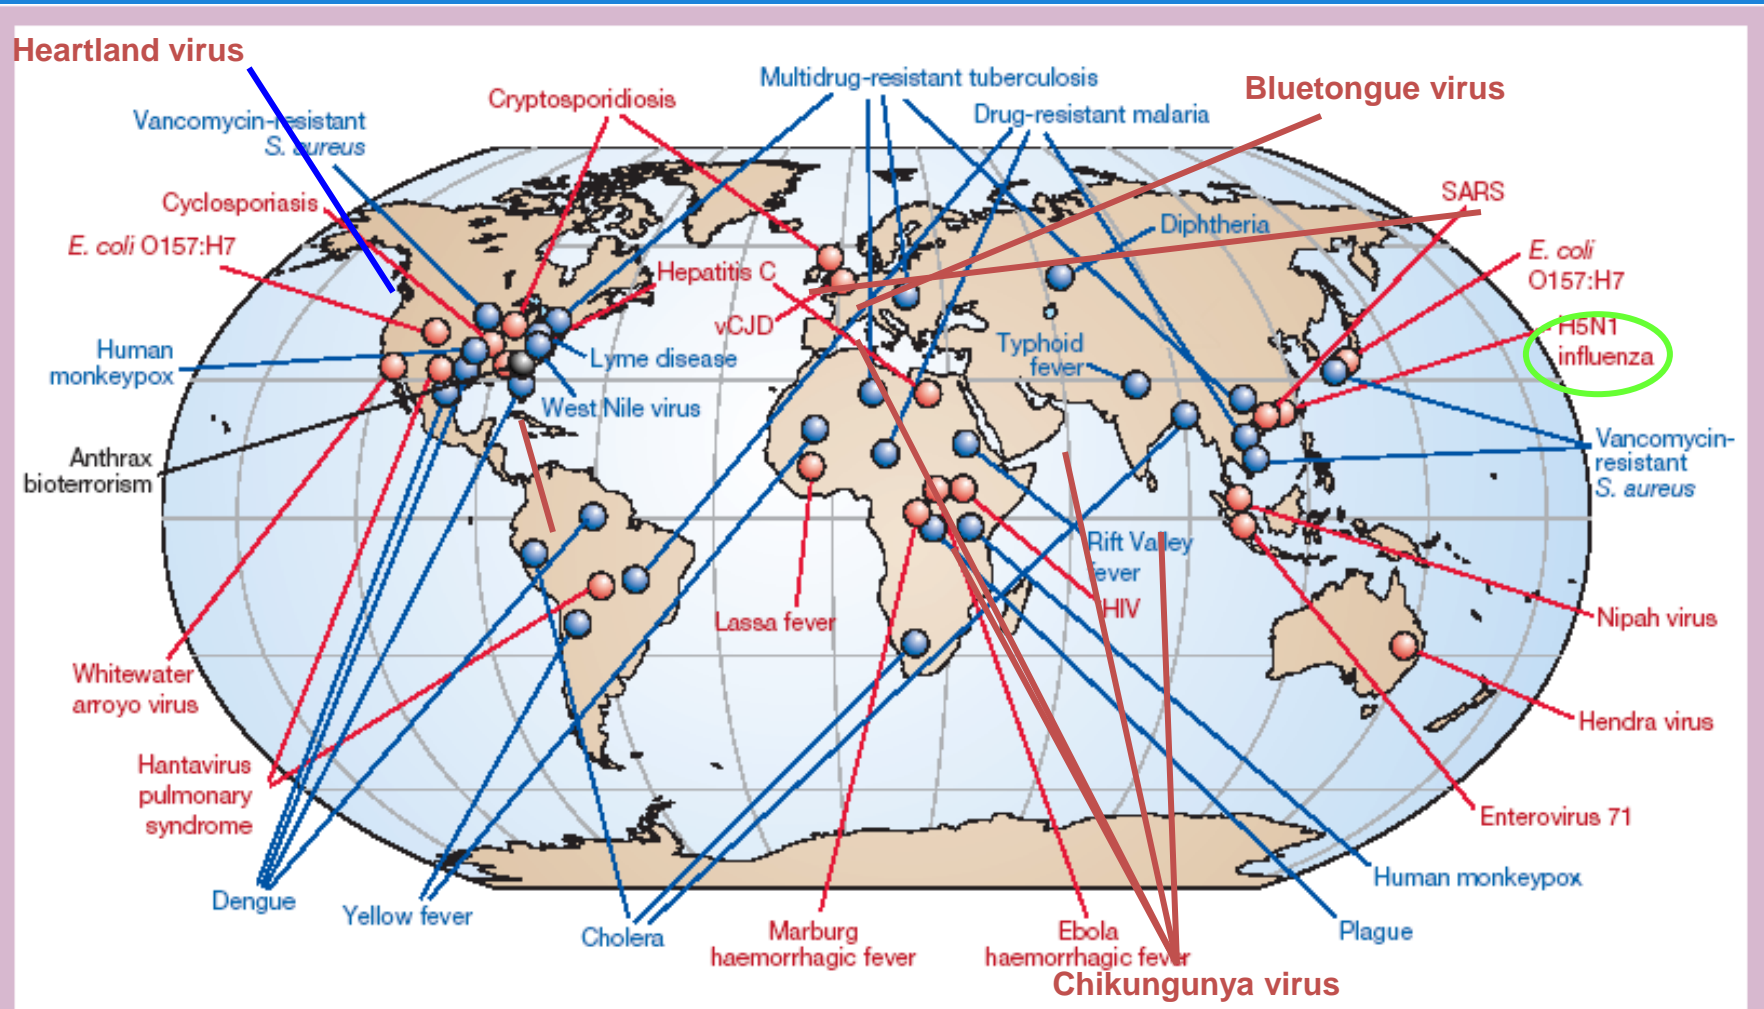 Heartland virus
Multidrug-resistant tuberculosis
Bluetongue virus
Cryptosporidiosis
Drug-resistant malaria
Vancomycin-resistant
S. aureus
SARS
Cyclosporiasis
Diphtheria
E. coli O157:H7
E. coli
O157:H7
Hepatitis C
vCJD
H5N1
influenza
Human
monkeypox
Lyme disease
Typhoid
fever
West Nile virus
Anthrax
bioterrorism
Vancomycin-
resistant
S. aureus
Rift Valley
fever
HIV
Lassa fever
Nipah virus
Whitewater
arroyo virus
Hendra virus
Hantavirus
pulmonary
syndrome
Enterovirus 71
Human monkeypox
Dengue
Yellow fever
Cholera
Marburg
haemorrhagic fever
Ebola
haemorrhagic fever
Plague
Chikungunya virus